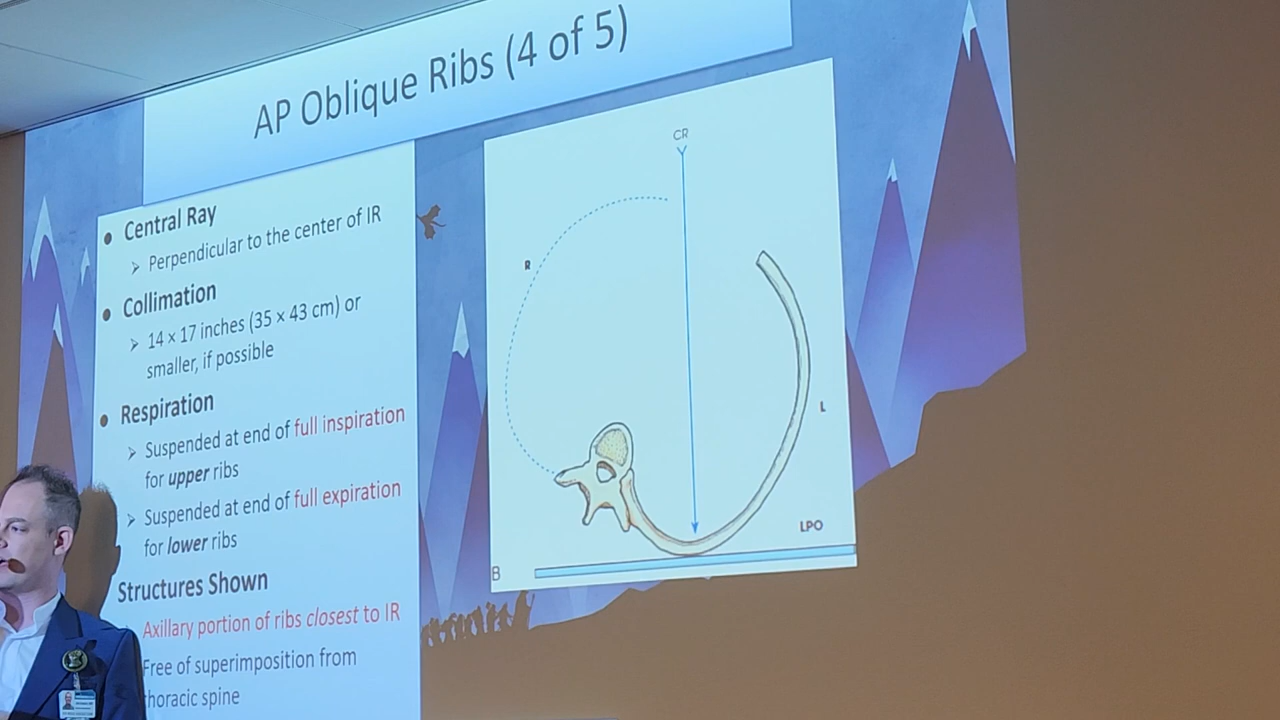 AP Oblique Ribs (4 of 5)
Central Ray
Perpendicular to the center of IR
Collimation
14 × 17 inches (35 × 43 cm) or
smaller, if possible
Respiration
Suspended at end of full inspiration
for upper ribs
Suspended at end of full expiration
for lower ribs
Structures Shown
Axillary portion of ribs closest to IR
Free of superimposition from
thoracic spine
CR
R
L
LPO
B